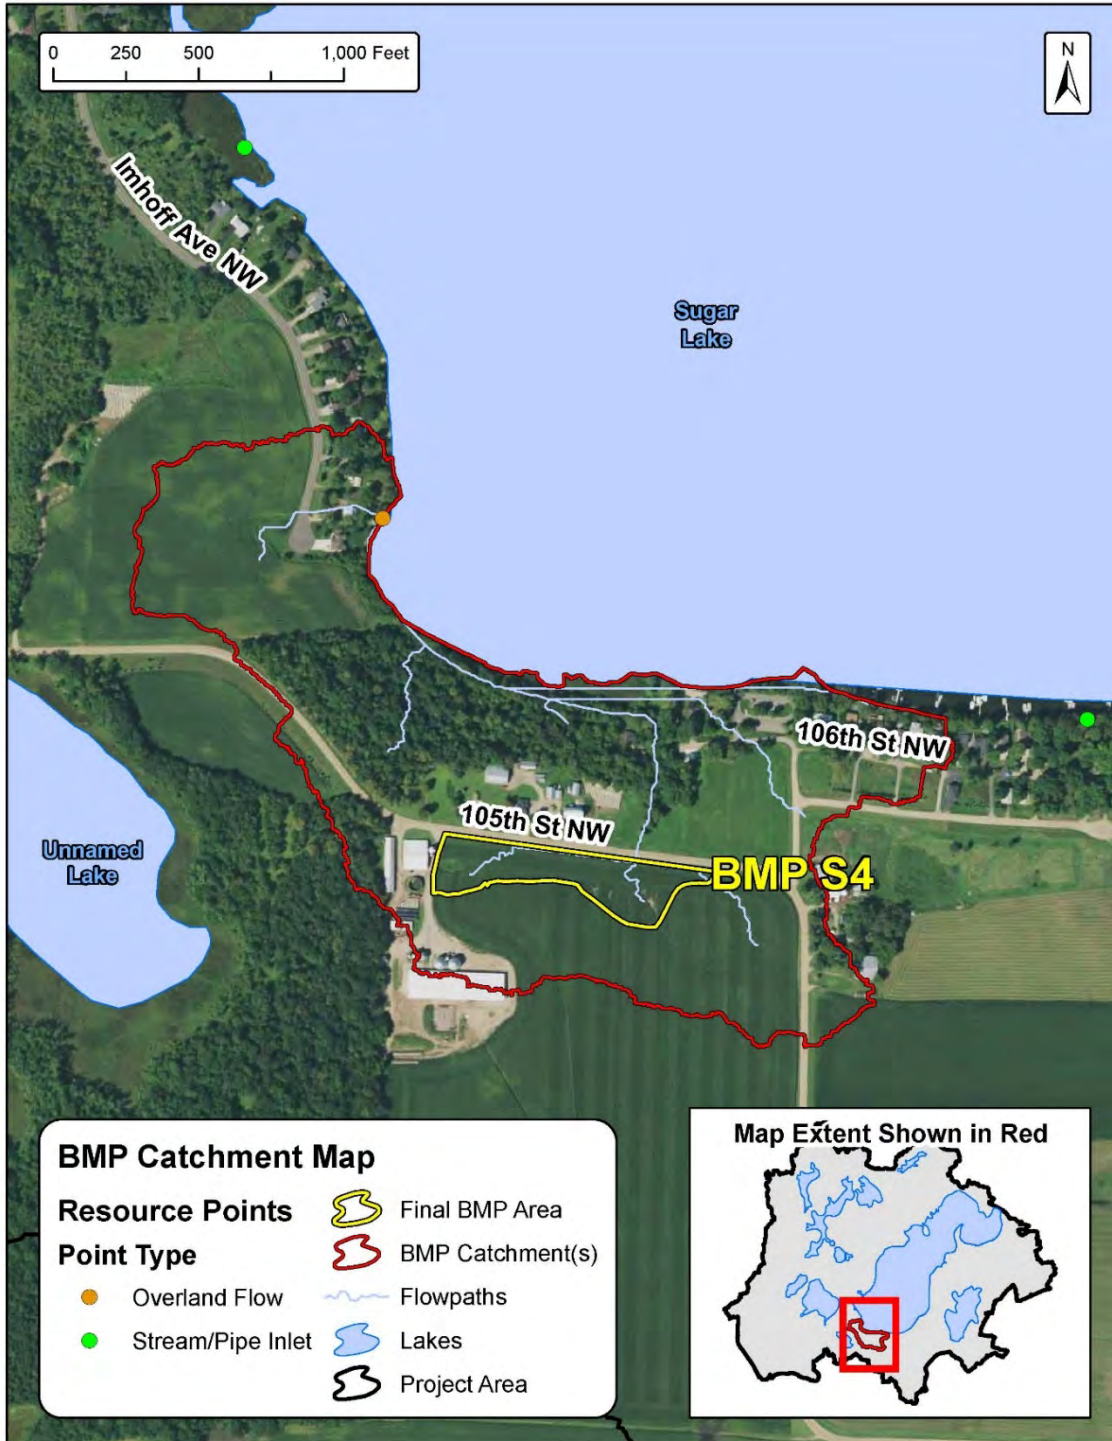 0 250 500 1,000 Feet
N
Imhoff Ave NW
Sugar
Lake
106th St NW
105th St NW
Unnamed
Lake
BMP S4
BMP Catchment Map
Resource Points
Point Type
Overland Flow
Stream/Pipe Inlet
Final BMP Area
BMP Catchment(s)
Flowpaths
Lakes
Project Area
Map Extent Shown in Red